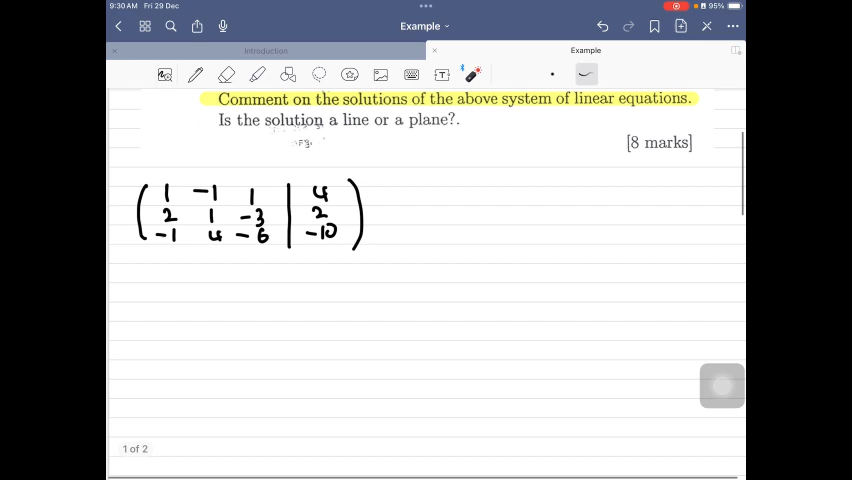 9:30 AM Fri 29 Dec
95%
Example
Introduction
Example
Comment on the solutions of the above system of linear equations.
Is the solution a line or a plane?.
[8 marks]
1 -1 1 | 4
2 1 -3 | 2
-1 4 -6 | -10
1 of 2